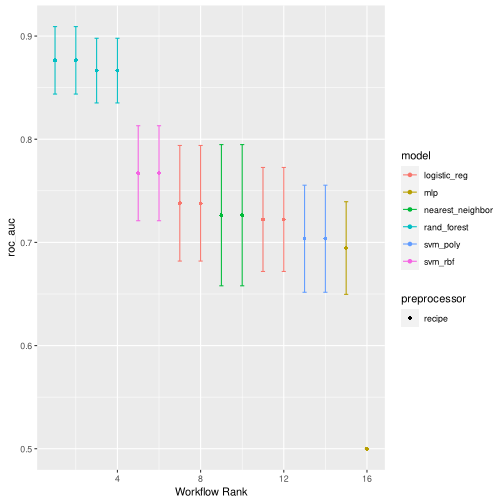 0.9
0.8
0.7
0.6
0.5
roc_auc
4
8
12
16
Workflow Rank
model
logistic_reg
mlp
nearest_neighbor
rand_forest
svm_poly
svm_rbf
preprocessor
recipe